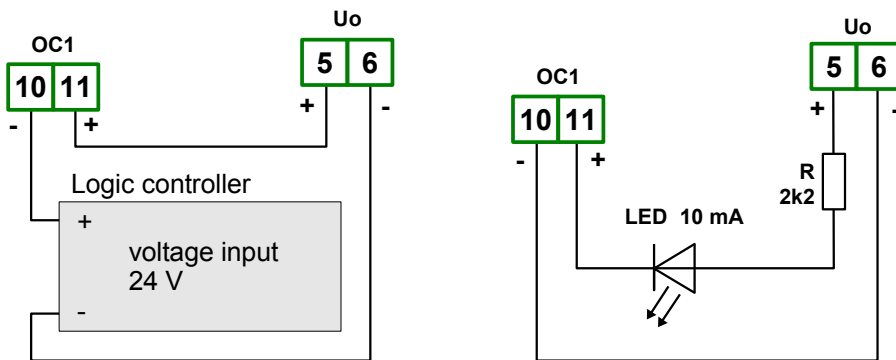 Uo
OC1
5 6
10 11
+ -
- +
Logic controller
+
voltage input
24 V
-
Uo
5 6
OC1
+ -
10 11
- +
R
2k2
LED 10 mA